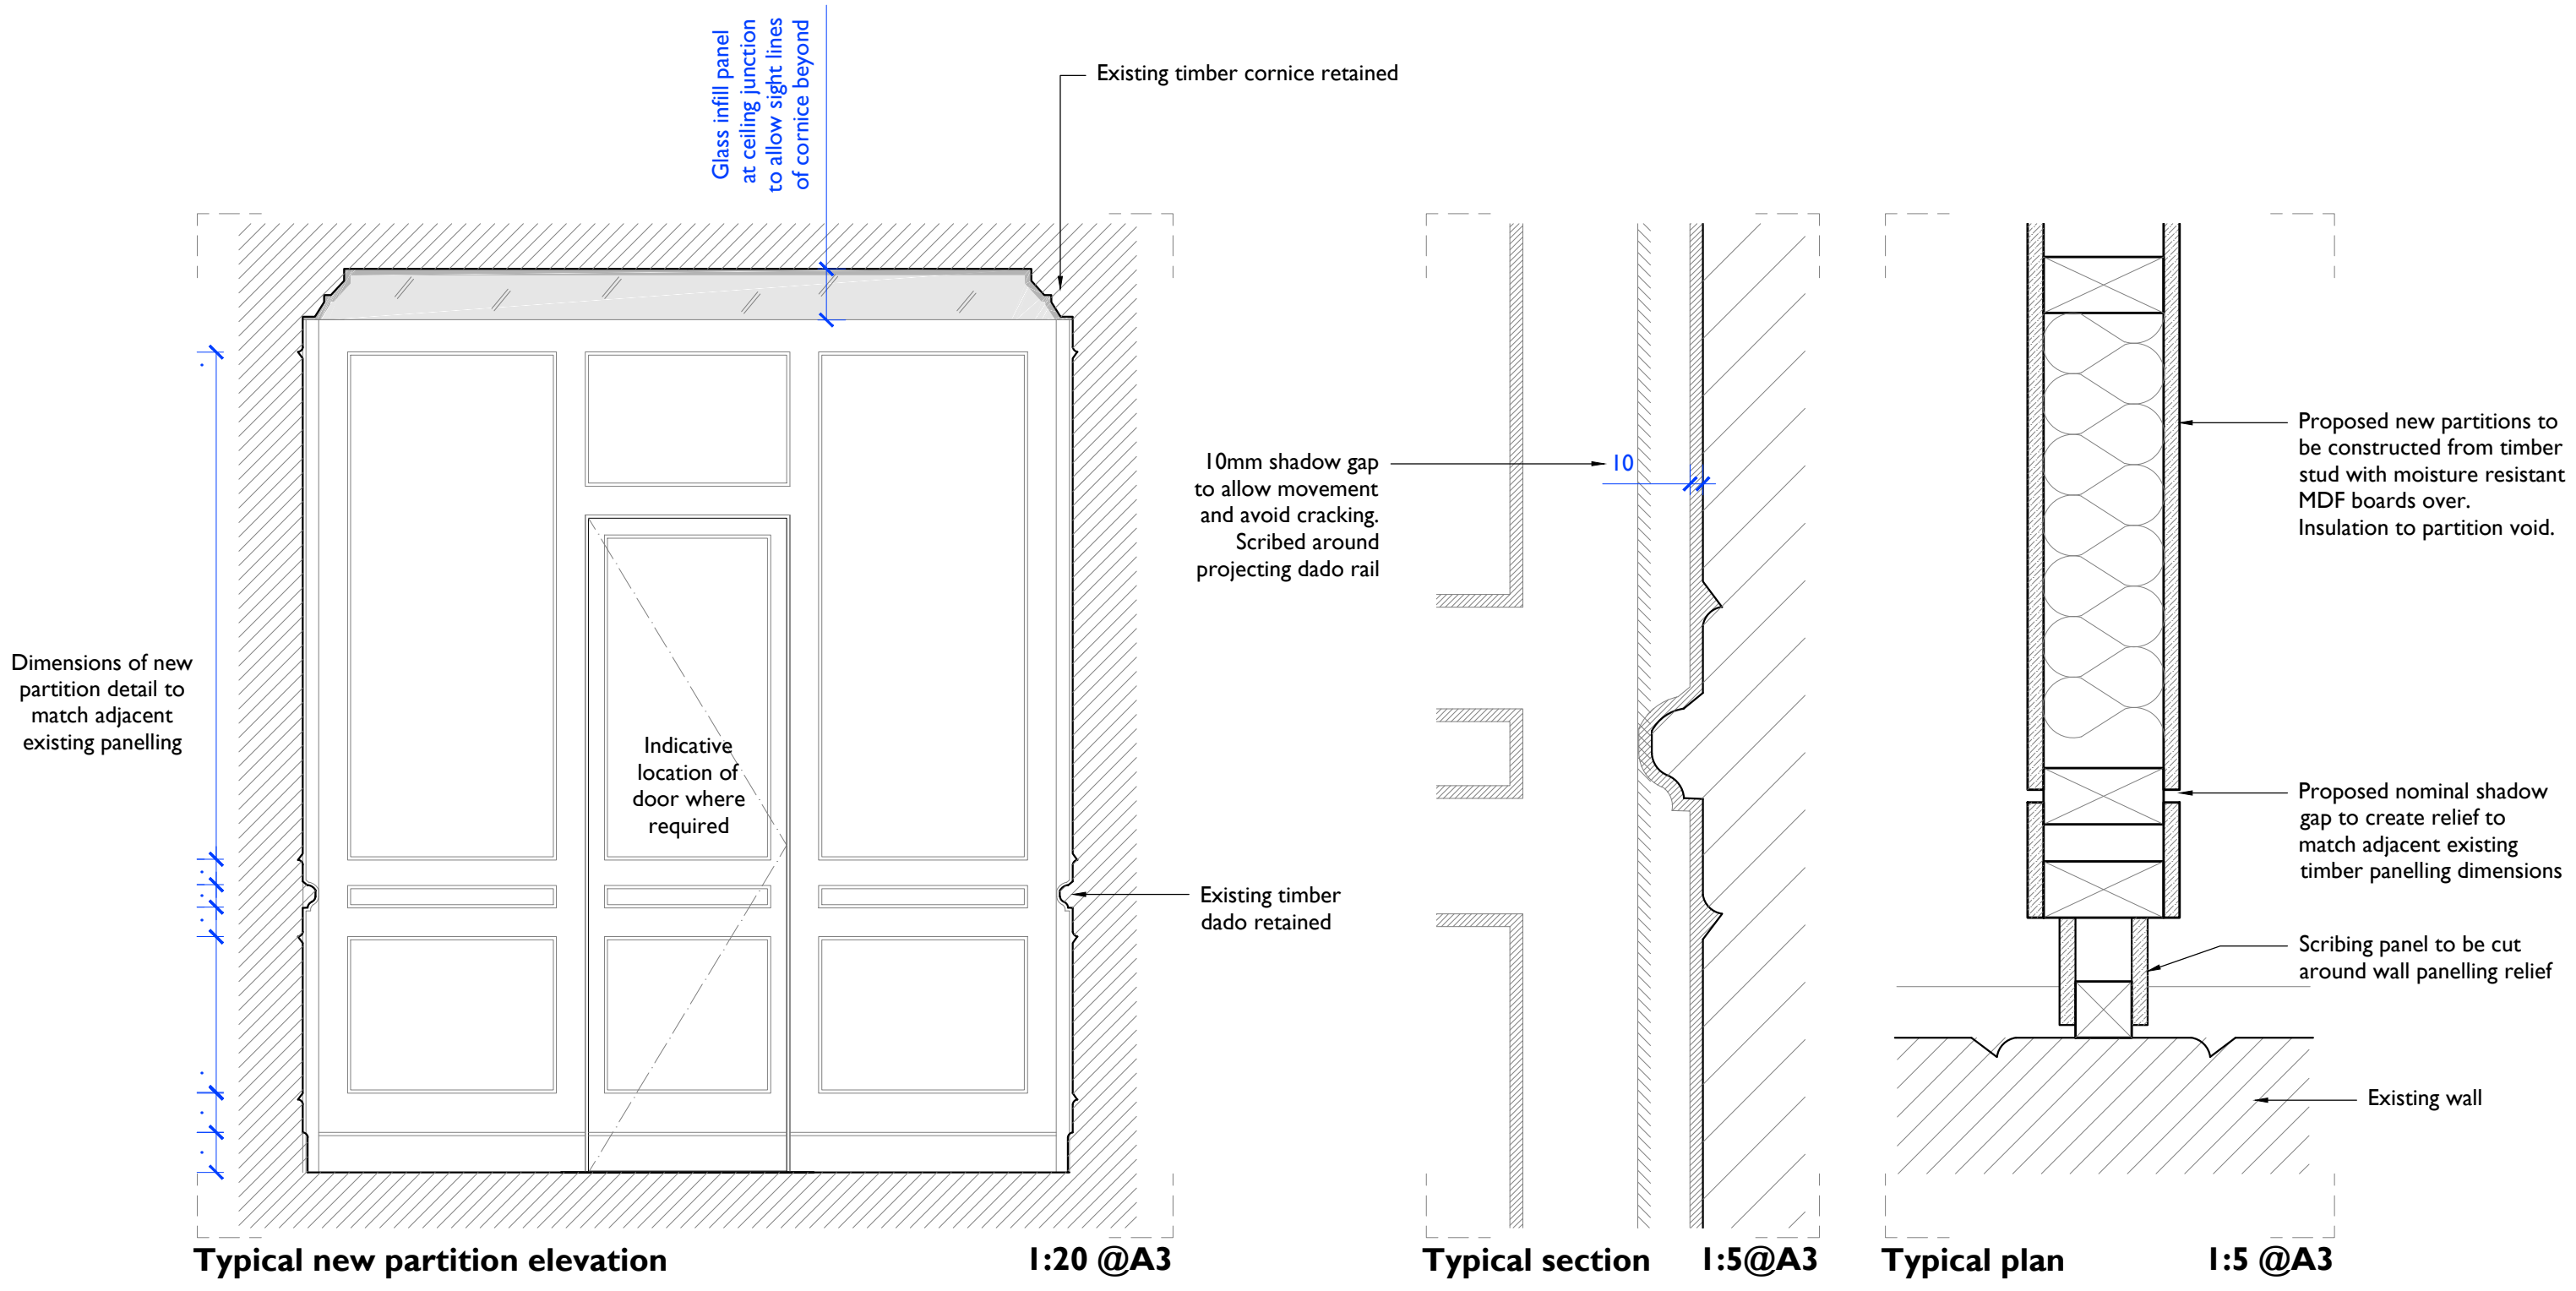 Glass infill panel
at ceiling junction
to allow sight lines
of cornice beyond
Existing timber cornice retained
Dimensions of new
partition detail to
match adjacent
existing panelling
Indicative
location of
door where
required
Existing timber
dado retained
Typical new partition elevation
1:20 @A3
10mm shadow gap
to allow movement
and avoid cracking.
Scribed around
projecting dado rail
10
Typical section
1:5@A3
Proposed new partitions to
be constructed from timber
stud with moisture resistant
MDF boards over.
Insulation to partition void.
Proposed nominal shadow
gap to create relief to
match adjacent existing
timber panelling dimensions
Scribing panel to be cut
around wall panelling relief
Existing wall
Typical plan
1:5 @A3